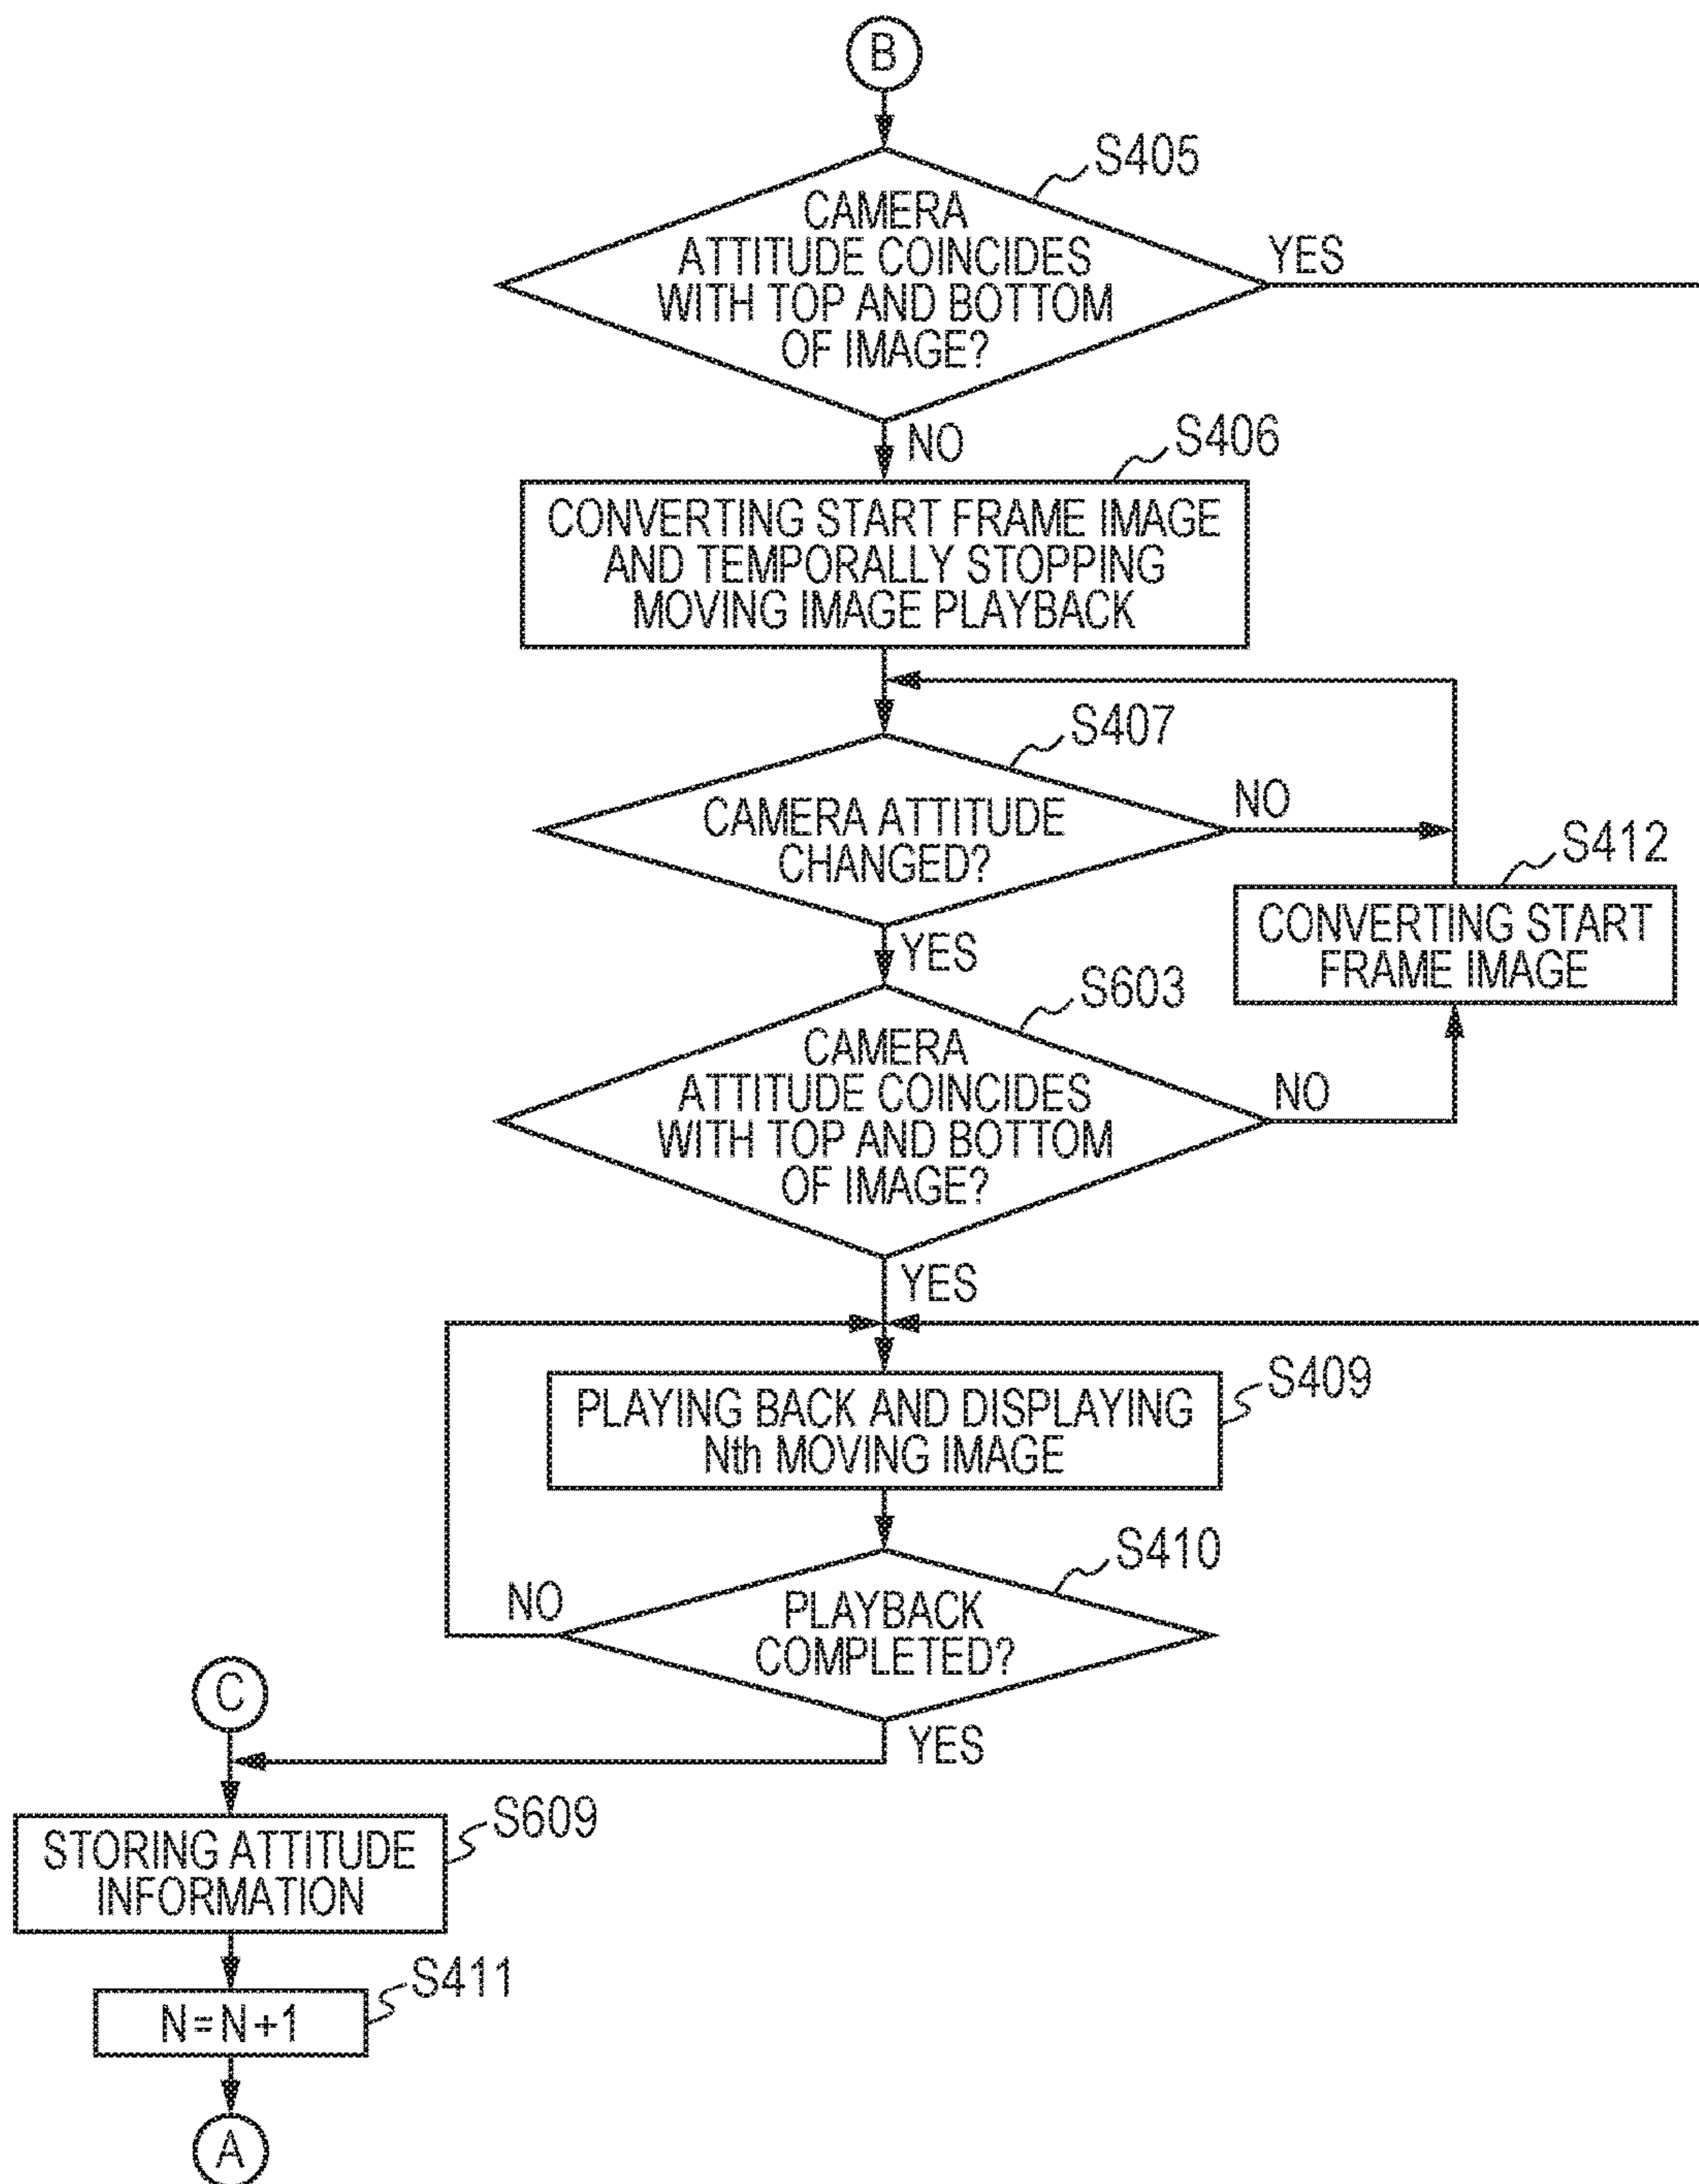 B
S405
CAMERA
ATTITUDE COINCIDES
WITH TOP AND BOTTOM
OF IMAGE?
YES
NO
S406
CONVERTING START FRAME IMAGE
AND TEMPORALLY STOPPING
MOVING IMAGE PLAYBACK
S407
CAMERA ATTITUDE
CHANGED?
NO
YES
S412
CONVERTING START
FRAME IMAGE
S603
CAMERA
ATTITUDE COINCIDES
WITH TOP AND BOTTOM
OF IMAGE?
NO
YES
S409
PLAYING BACK AND DISPLAYING
Nth MOVING IMAGE
S410
PLAYBACK
COMPLETED?
NO
YES
C
S609
STORING ATTITUDE
INFORMATION
S411
N=N+1
A